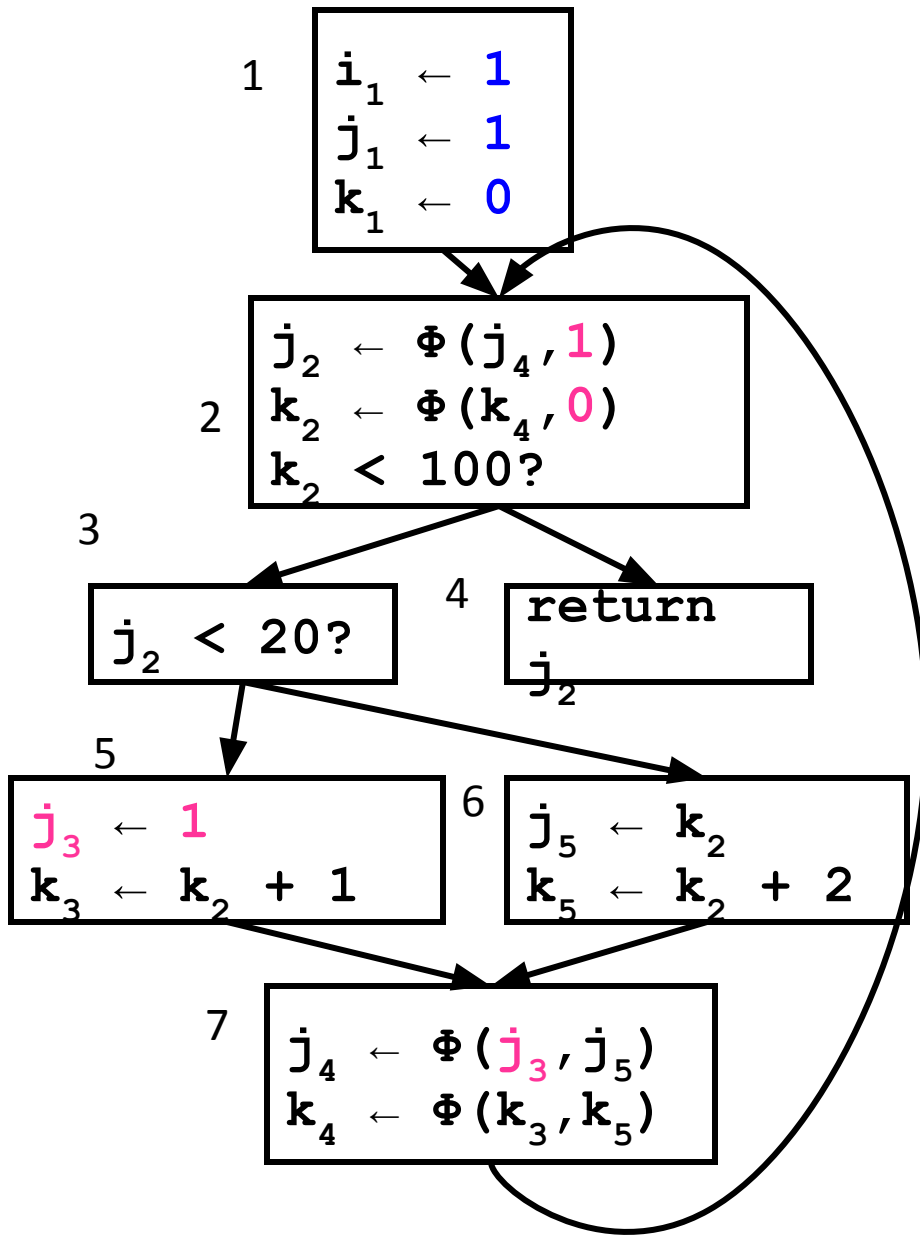 1
i₁ ← 1
j₁ ← 1
k₁ ← 0
2
j₂ ← Φ(j₄,1)
k₂ ← Φ(k₄,0)
k₂ < 100?
3
j₂ < 20?
4
return
j₂
5
j₃ ← 1
k₃ ← k₂ + 1
6
j₅ ← k₂
k₅ ← k₂ + 2
7
j₄ ← Φ(j₃,j₅)
k₄ ← Φ(k₃,k₅)